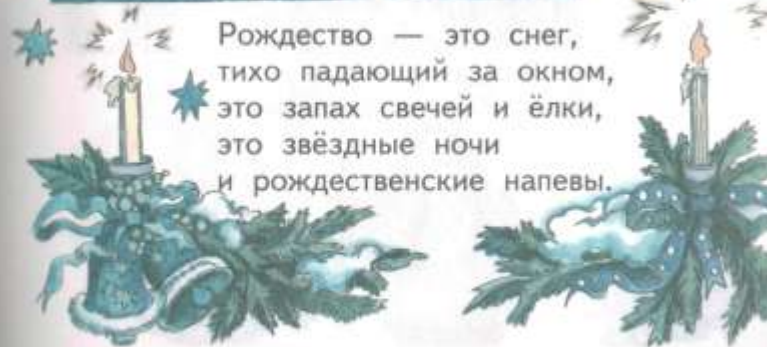 Рождество — это снег,
тихо падающий за окном,
это запах свечей и ёлки,
это звёздные ночи
и рождественские напевы.